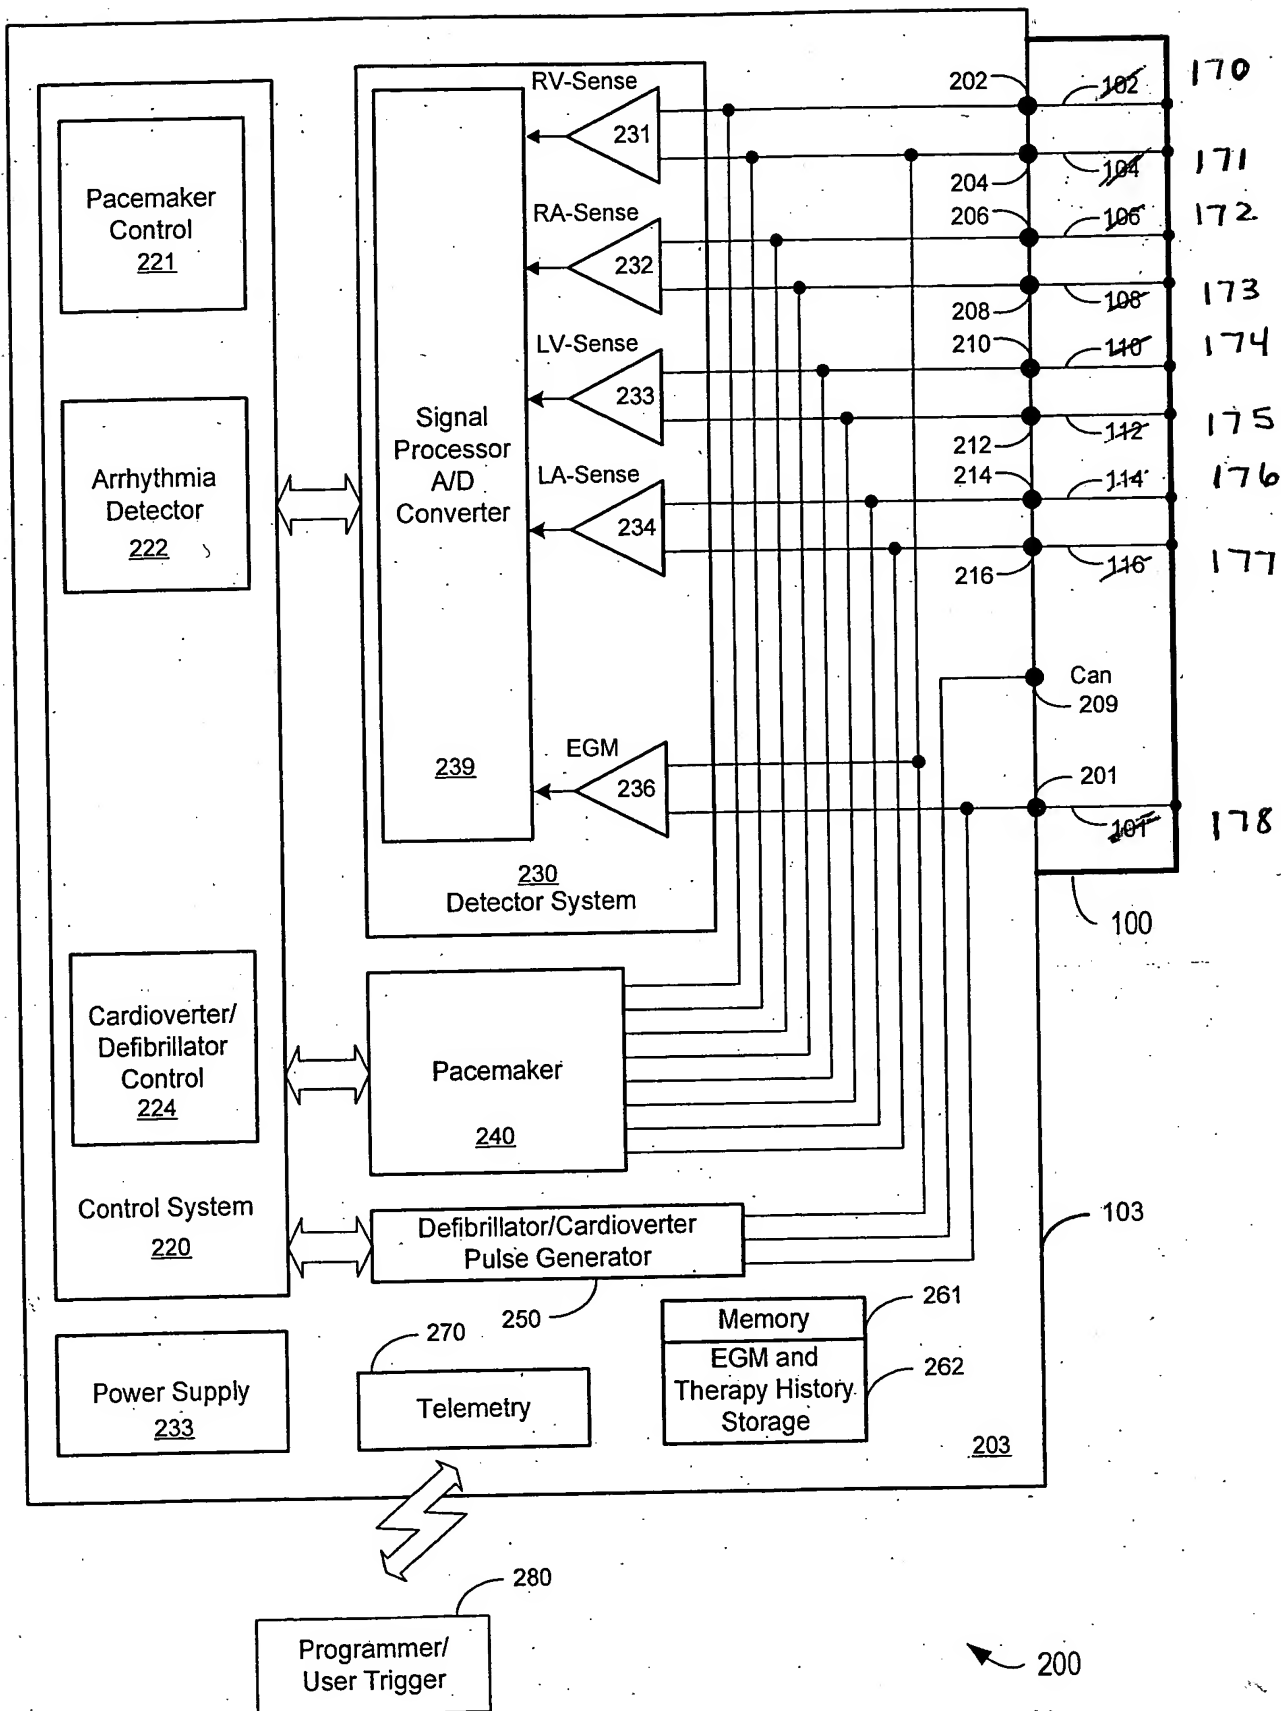 RV-Sense
202
102
170
231
204
104
171
Pacemaker
Control
221
RA-Sense
206
106
172
232
208
108
173
LV-Sense
210
110
174
233
212
112
175
Signal
Processor
A/D
Converter
Arrhythmia
Detector
222
LA-Sense
214
114
176
234
216
116
177
Can
209
EGM
239
236
201
101
178
230
Detector System
100
Cardioverter/
Defibrillator
Control
224
Pacemaker
240
Control System
220
Defibrillator/Cardioverter
Pulse Generator
103
250
261
Memory
270
EGM and
Therapy History
Storage
262
Power Supply
233
Telemetry
203
280
Programmer/
User Trigger
200